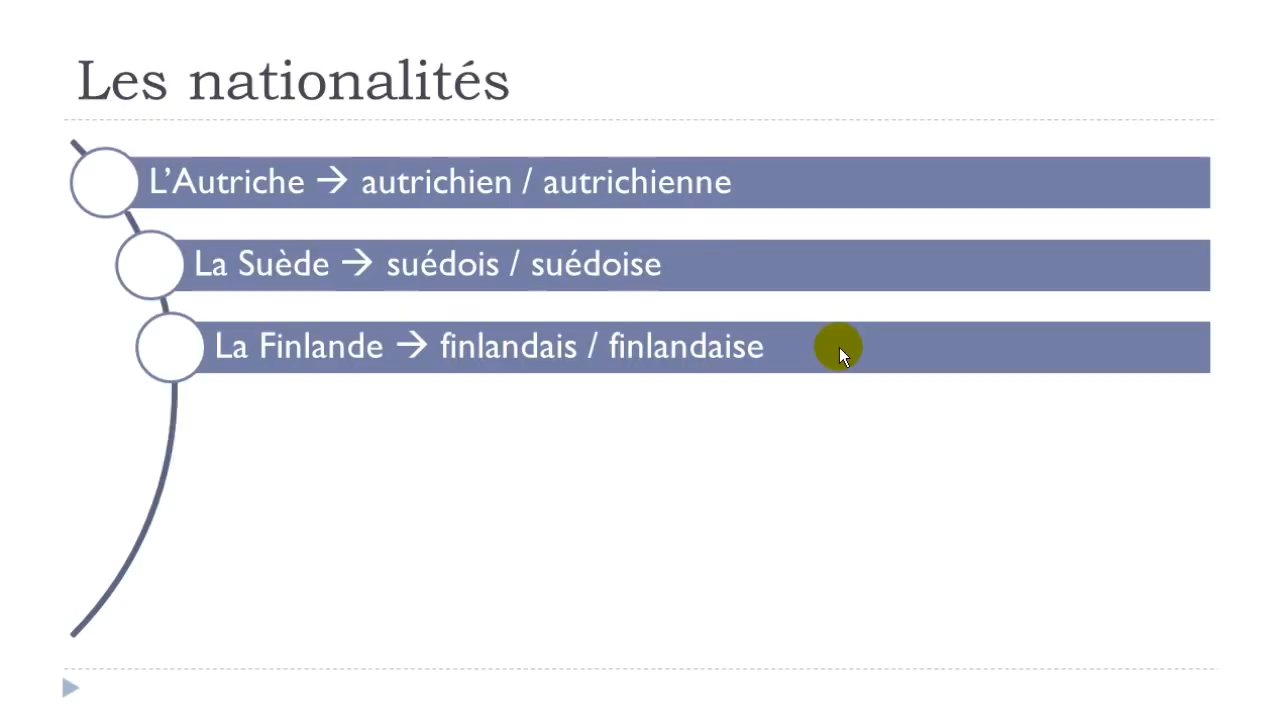 Les nationalités
L’Autriche → autrichien / autrichienne
La Suède → suédois / suédoise
La Finlande → finlandais / finlandaise